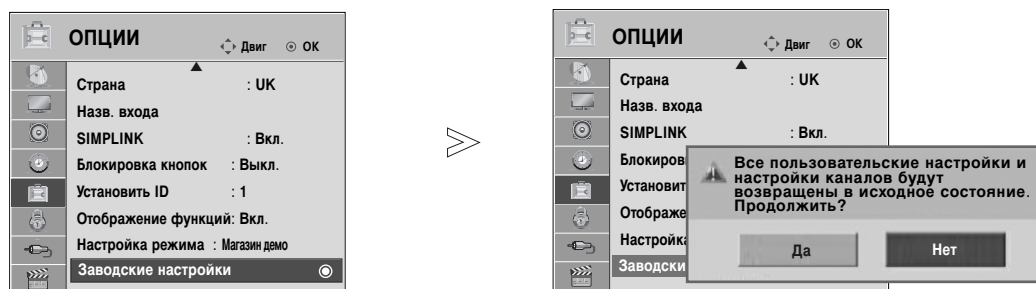 ОПЦИИ
Двиг ОК
Страна : UK
Назв. входа
SIMPLINK : Вкл.
Блокировка кнопок : Выкл.
Установить ID : 1
Отображение функций: Вкл.
Настройка режима : Магазин демо
Заводские настройки
ОПЦИИ
Двиг ОК
Страна : UK
Назв. входа
SIMPLINK : Вкл.
Блокиров
Установит
Отображе
Настройка
Заводски
Все пользовательские настройки и
настройки каналов будут
возвращены в исходное состояние.
Продолжить?
Да Нет